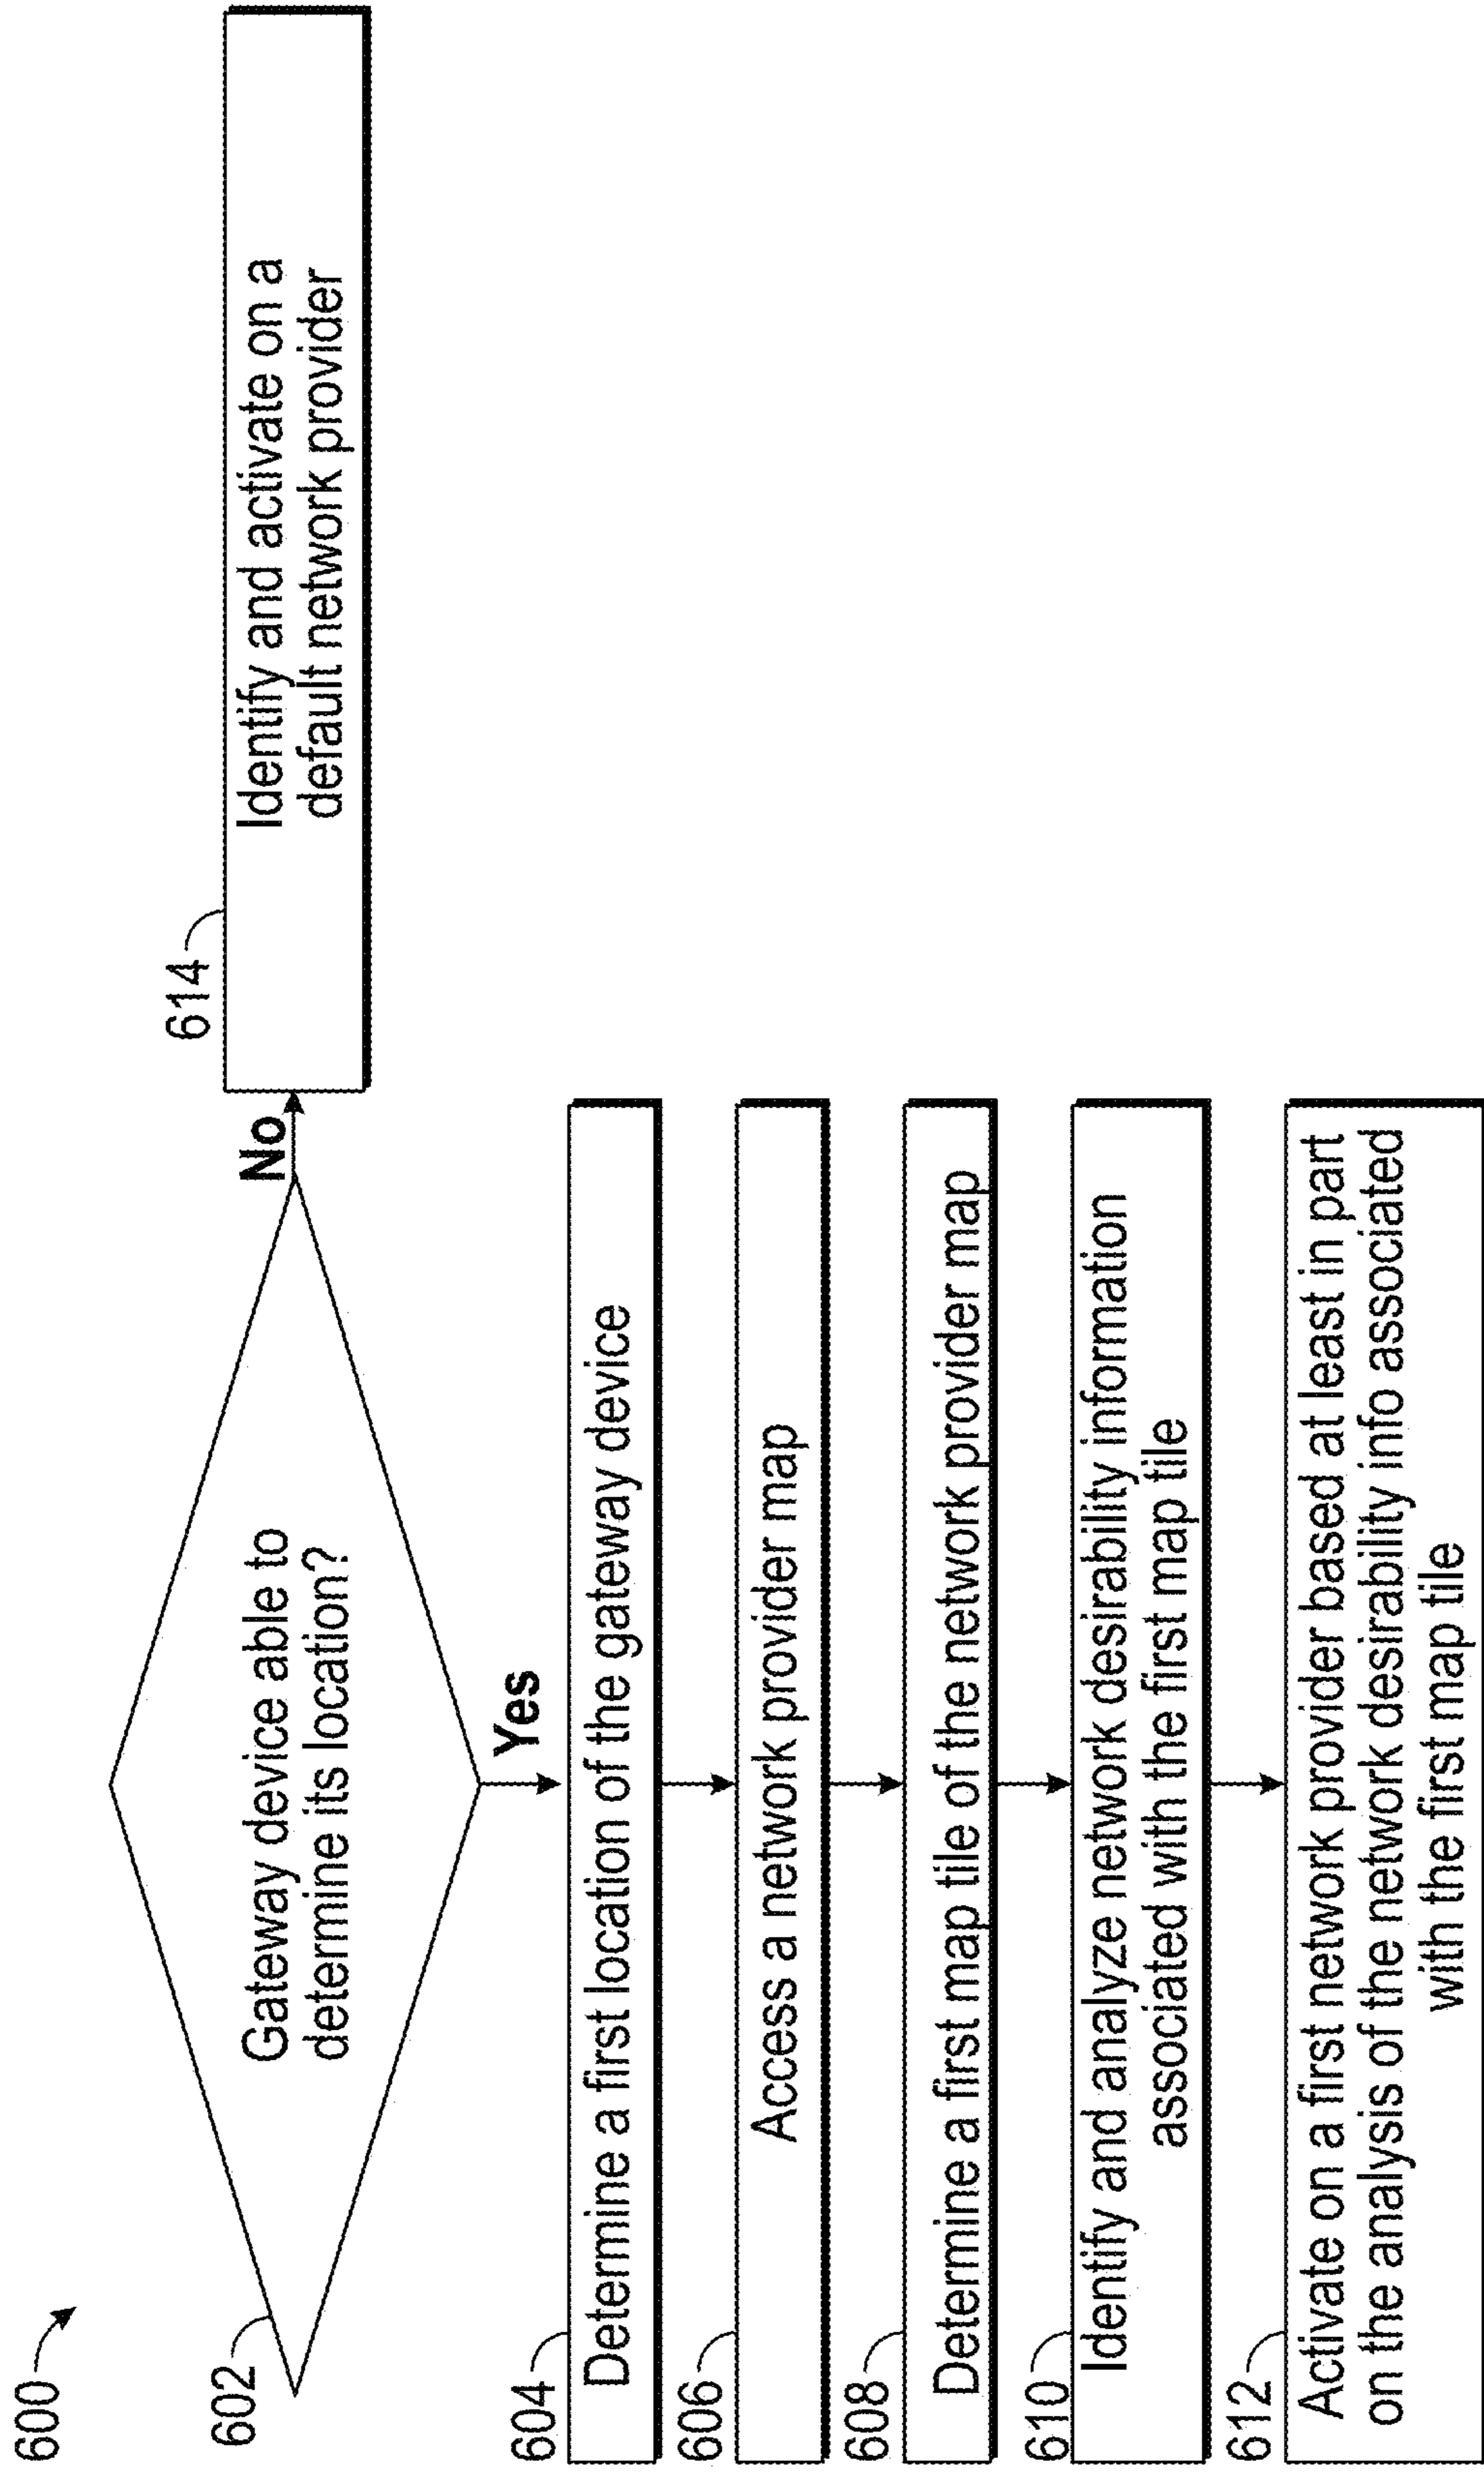 600
602
Gateway device able to
determine its location?
No
614
Identify and activate on a
default network provider
Yes
604
Determine a first location of the gateway device
606
Access a network provider map
608
Determine a first map tile of the network provider map
610
Identify and analyze network desirability information
associated with the first map tile
612
Activate on a first network provider based at least in part
on the analysis of the network desirability info associated
with the first map tile